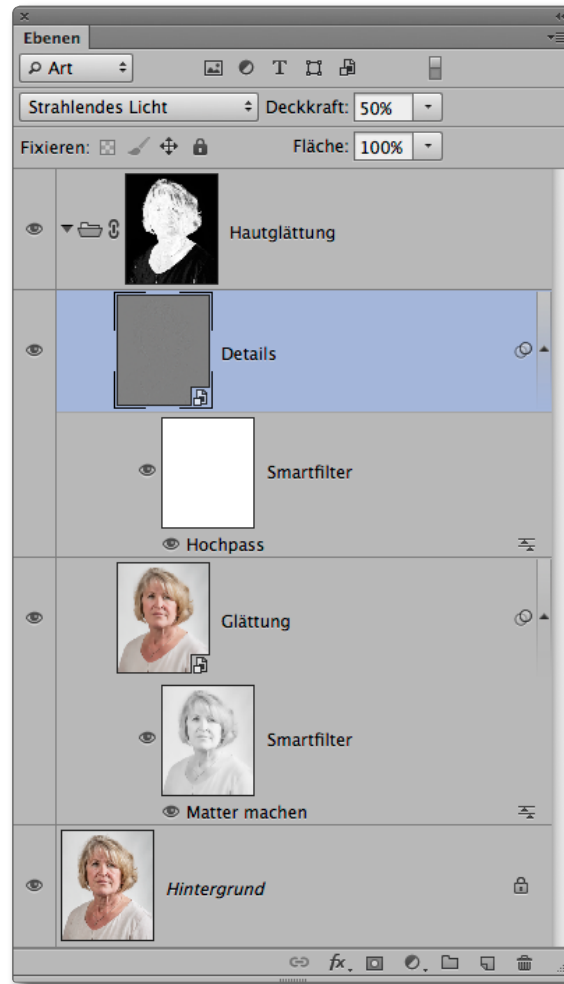 Ebenen
Art
Strahlendes Licht Deckkraft: 50%
Fixieren: Fläche: 100%
Hautglättung
Details
Smartfilter
Hochpass
Glättung
Smartfilter
Matter machen
Hintergrund
fx